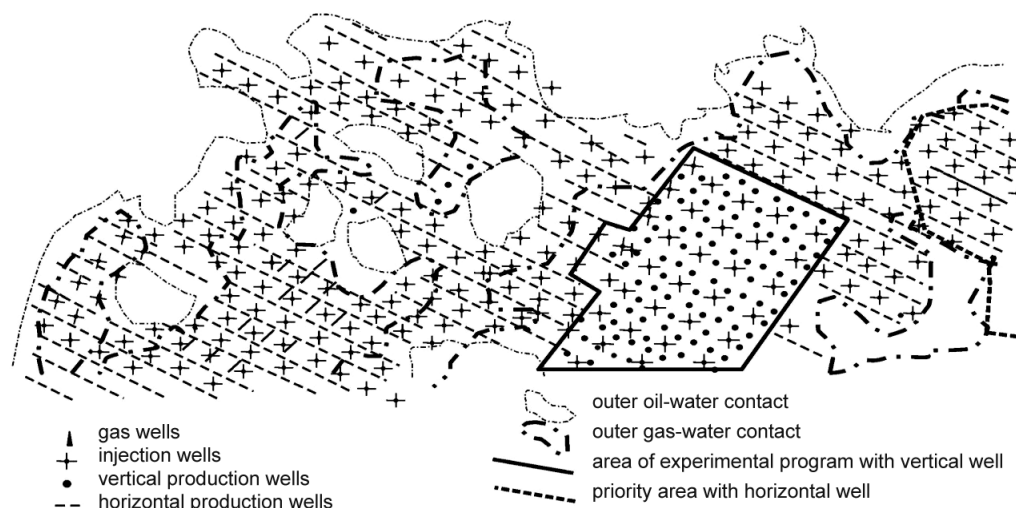 gas wells
injection wells
vertical production wells
horizontal production wells
outer oil-water contact
outer gas-water contact
area of experimental program with vertical well
priority area with horizontal well